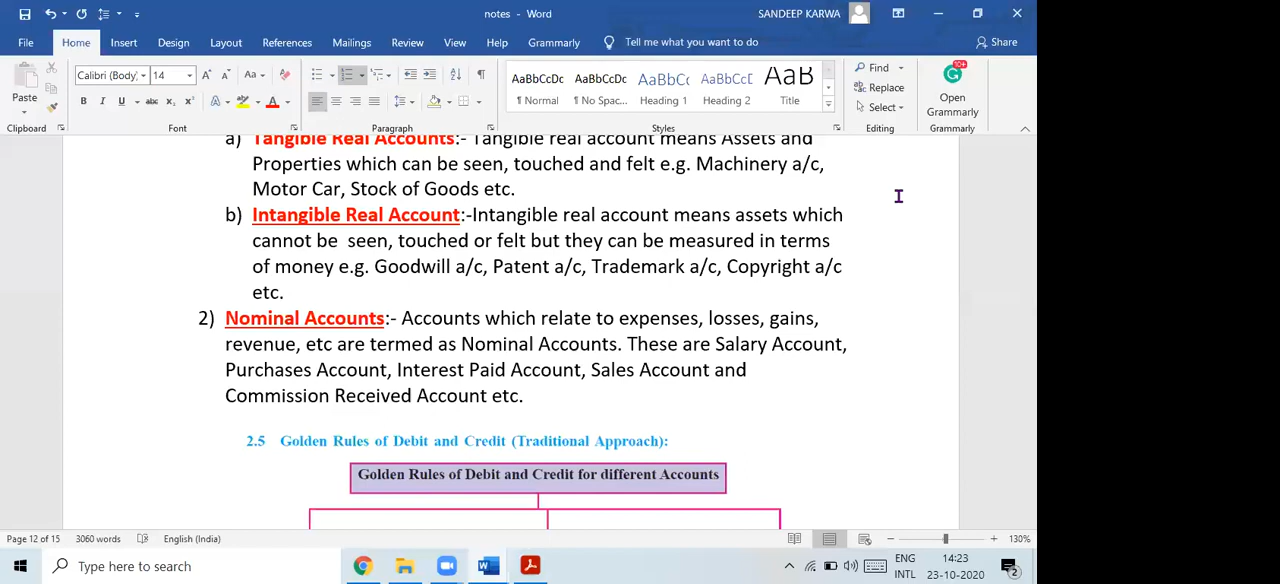 notes - Word
SANDEEP KARWA
File Home Insert Design Layout References Mailings Review View Help Grammarly Tell me what you want to do Share
Paste
Calibri (Body) 14 Aa
B I U abc X₂ X² A A
AaBbCcDc AaBbCcDc AaBbCc AaBbCcD AaB
¶ Normal ¶ No Spac... Heading 1 Heading 2 Title
Find
Replace
Select
10+
Open
Grammarly
Clipboard Font Paragraph Styles Editing Grammarly
a) Tangible Real Accounts:- Tangible real account means Assets and
Properties which can be seen, touched and felt e.g. Machinery a/c,
Motor Car, Stock of Goods etc.
b) Intangible Real Account:-Intangible real account means assets which
cannot be seen, touched or felt but they can be measured in terms
of money e.g. Goodwill a/c, Patent a/c, Trademark a/c, Copyright a/c
etc.
2) Nominal Accounts:- Accounts which relate to expenses, losses, gains,
revenue, etc are termed as Nominal Accounts. These are Salary Account,
Purchases Account, Interest Paid Account, Sales Account and
Commission Received Account etc.
2.5 Golden Rules of Debit and Credit (Traditional Approach):
Golden Rules of Debit and Credit for different Accounts
Page 12 of 15 3060 words English (India) 130%
Type here to search
ENG
INTL
14:23
23-10-2020
2